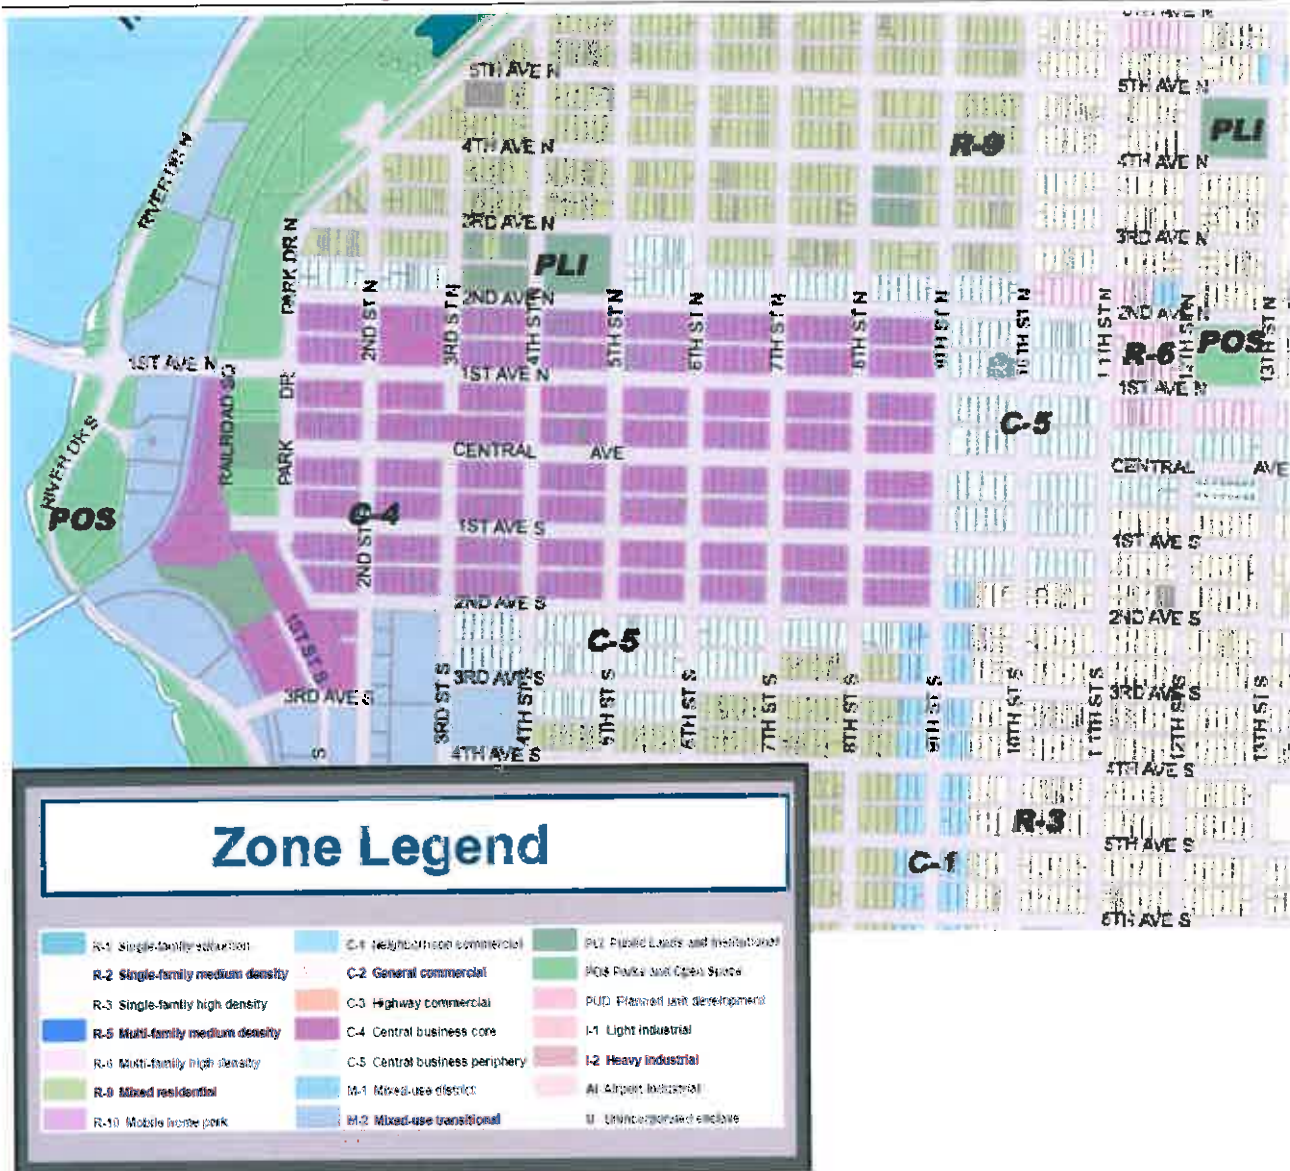 5TH AVE N
5TH AVE N
PLI
R-9
4TH AVE N
4TH AVE N
RIVER DR N
3RD AVE N
3RD AVE N
PARK DR N
PLI
2ND AVE N
2ND AVE N
2ND ST N
3RD ST N
4TH ST N
5TH ST N
6TH ST N
7TH ST N
8TH ST N
9TH ST N
10TH ST N
11TH ST N
12TH ST N
13TH ST N
R-6
POS
1ST AVE N
1ST AVE N
1ST AVE N
RAILROAD SQ
PARK DR
C-5
CENTRAL AVE
CENTRAL AVE
RIVER DR S
POS
C-4
1ST AVE S
1ST AVE S
2ND ST
2ND AVE S
2ND AVE S
1ST ST S
C-5
3RD AVE S
3RD AVE S
3RD AVE S
3RD ST S
4TH ST S
5TH ST S
6TH ST S
7TH ST S
8TH ST S
9TH ST S
10TH ST S
11TH ST S
12TH ST S
13TH ST S
S
4TH AVE S
4TH AVE S
R-3
5TH AVE S
C-1
6TH AVE S
Zone Legend
R-1 Single-family suburban
R-2 Single-family medium density
R-3 Single-family high density
R-5 Multi-family medium density
R-6 Multi-family high density
R-9 Mixed residential
R-10 Mobile home park
C-1 Neighborhood commercial
C-2 General commercial
C-3 Highway commercial
C-4 Central business core
C-5 Central business periphery
M-1 Mixed-use district
M-2 Mixed-use transitional
PLI Public Lands and Institutional
POS Parks and Open Space
PUD Planned unit development
I-1 Light industrial
I-2 Heavy industrial
AI Airport Industrial
U Unincorporated enclave